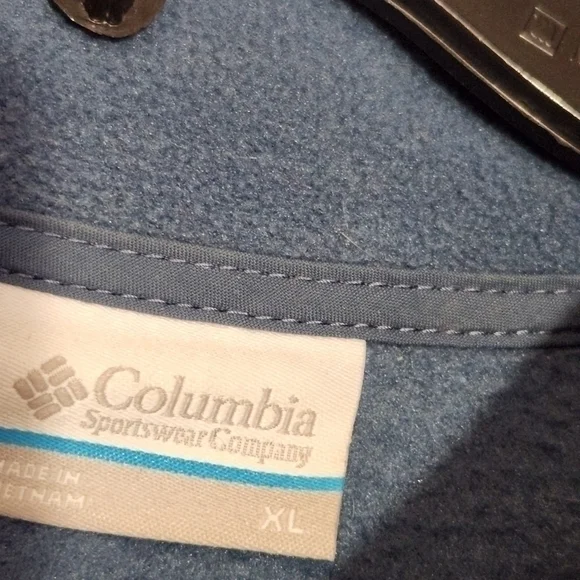 Columbia
Sportswear Company
MADE IN
VIETNAM
XL